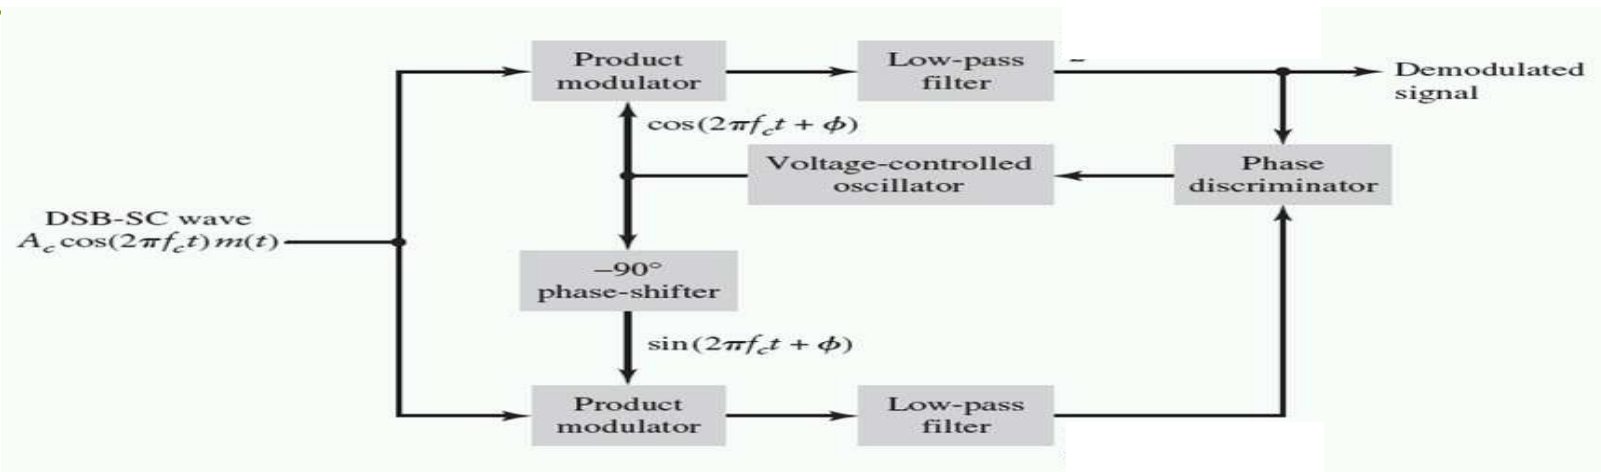 Product
modulator
Low-pass
filter
Demodulated
signal
cos(2πf_ct + ϕ)
Voltage-controlled
oscillator
Phase
discriminator
DSB-SC wave
A_c cos(2πf_ct)m(t)
–90°
phase-shifter
sin(2πf_ct + ϕ)
Product
modulator
Low-pass
filter